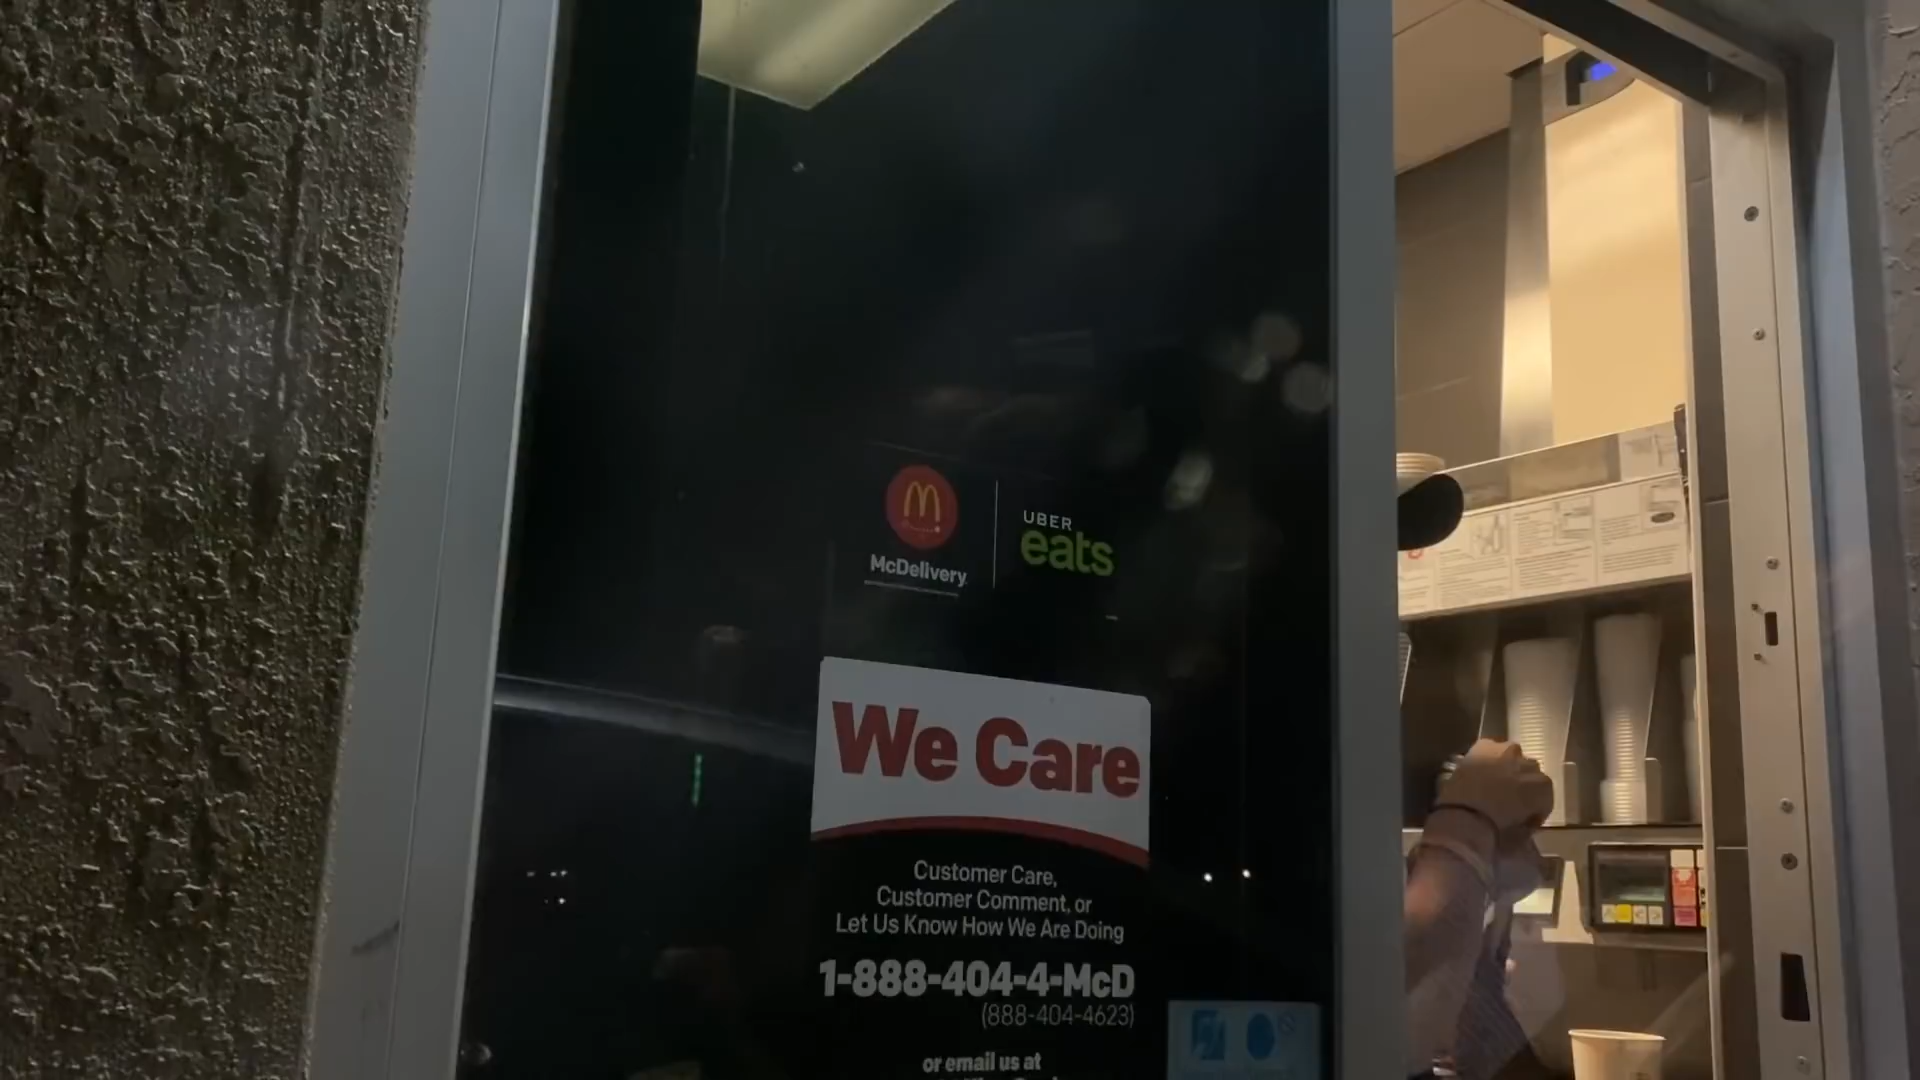 McDelivery
UBER
eats
We Care
Customer Care,
Customer Comment, or
Let Us Know How We Are Doing
1-888-404-4-McD
(888-404-4623)
or email us at